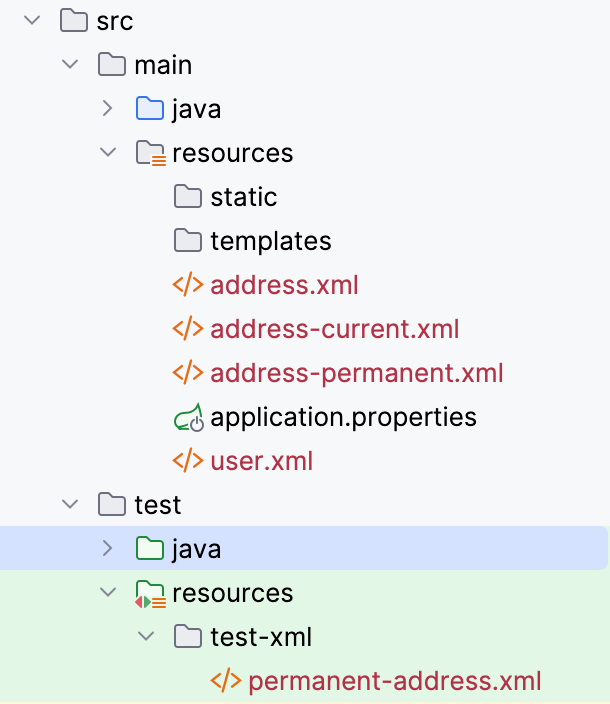 src
main
java
resources
static
templates
address.xml
address-current.xml
address-permanent.xml
application.properties
user.xml
test
java
resources
test-xml
permanent-address.xml